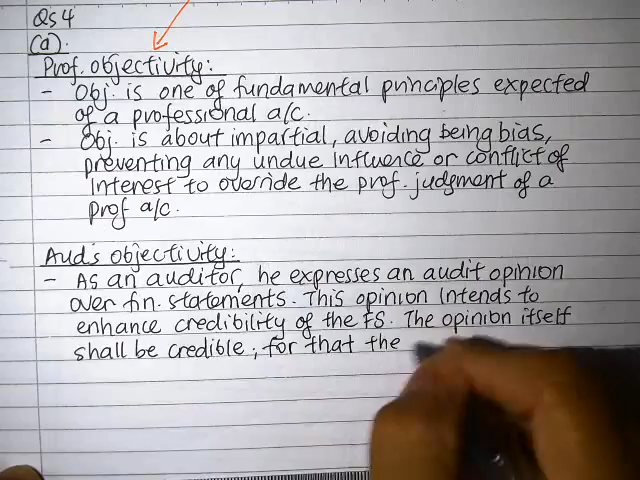 Qs 4
(a).
Prof. objectivity:
- Obj. is one of fundamental principles expected
of a professional a/c.
- Obj. is about impartial, avoiding being bias,
preventing any undue influence or conflict of
interest to override the prof. judgment of a
Prof a/c.
Aud's objectivity:
- As an auditor, he expresses an audit opinion
over fin. statements. This opinion intends to
enhance credibility of the FS. The opinion itself
shall be credible, for that the